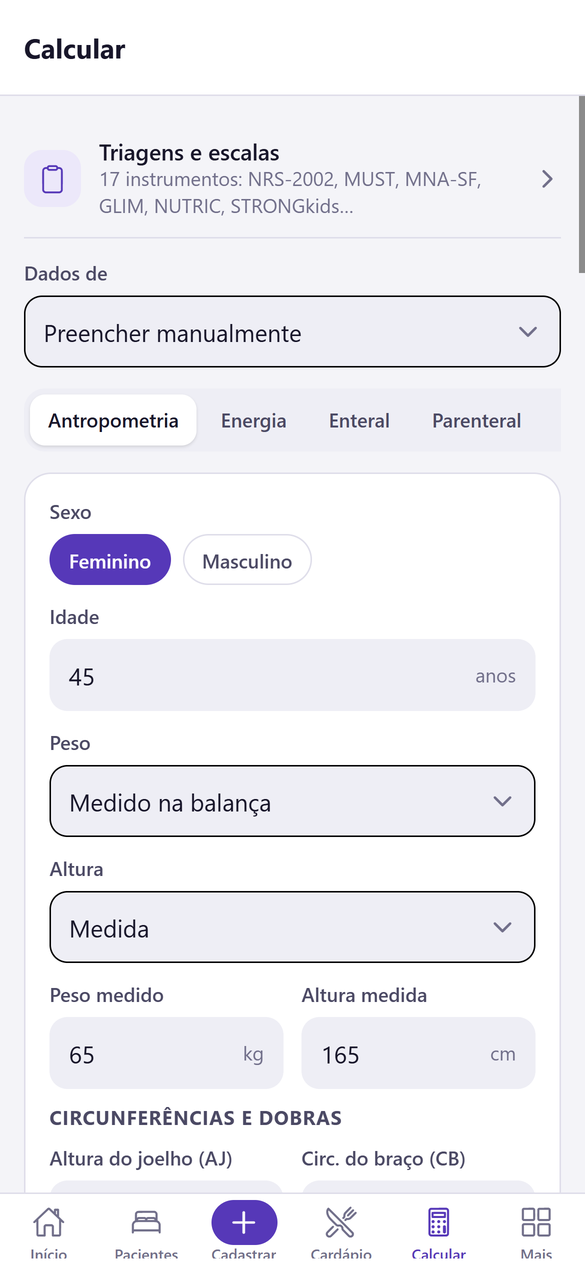 Calcular
Triagens e escalas
17 instrumentos: NRS-2002, MUST, MNA-SF,
GLIM, NUTRIC, STRONGkids...
Dados de
Preencher manualmente
Antropometria Energia Enteral Parenteral
Sexo
Feminino Masculino
Idade
45 anos
Peso
Medido na balança
Altura
Medida
Peso medido Altura medida
65 kg 165 cm
CIRCUNFERÊNCIAS E DOBRAS
Altura do joelho (AJ) Circ. do braço (CB)
Início Pacientes Cadastrar Cardápio Calcular Mais